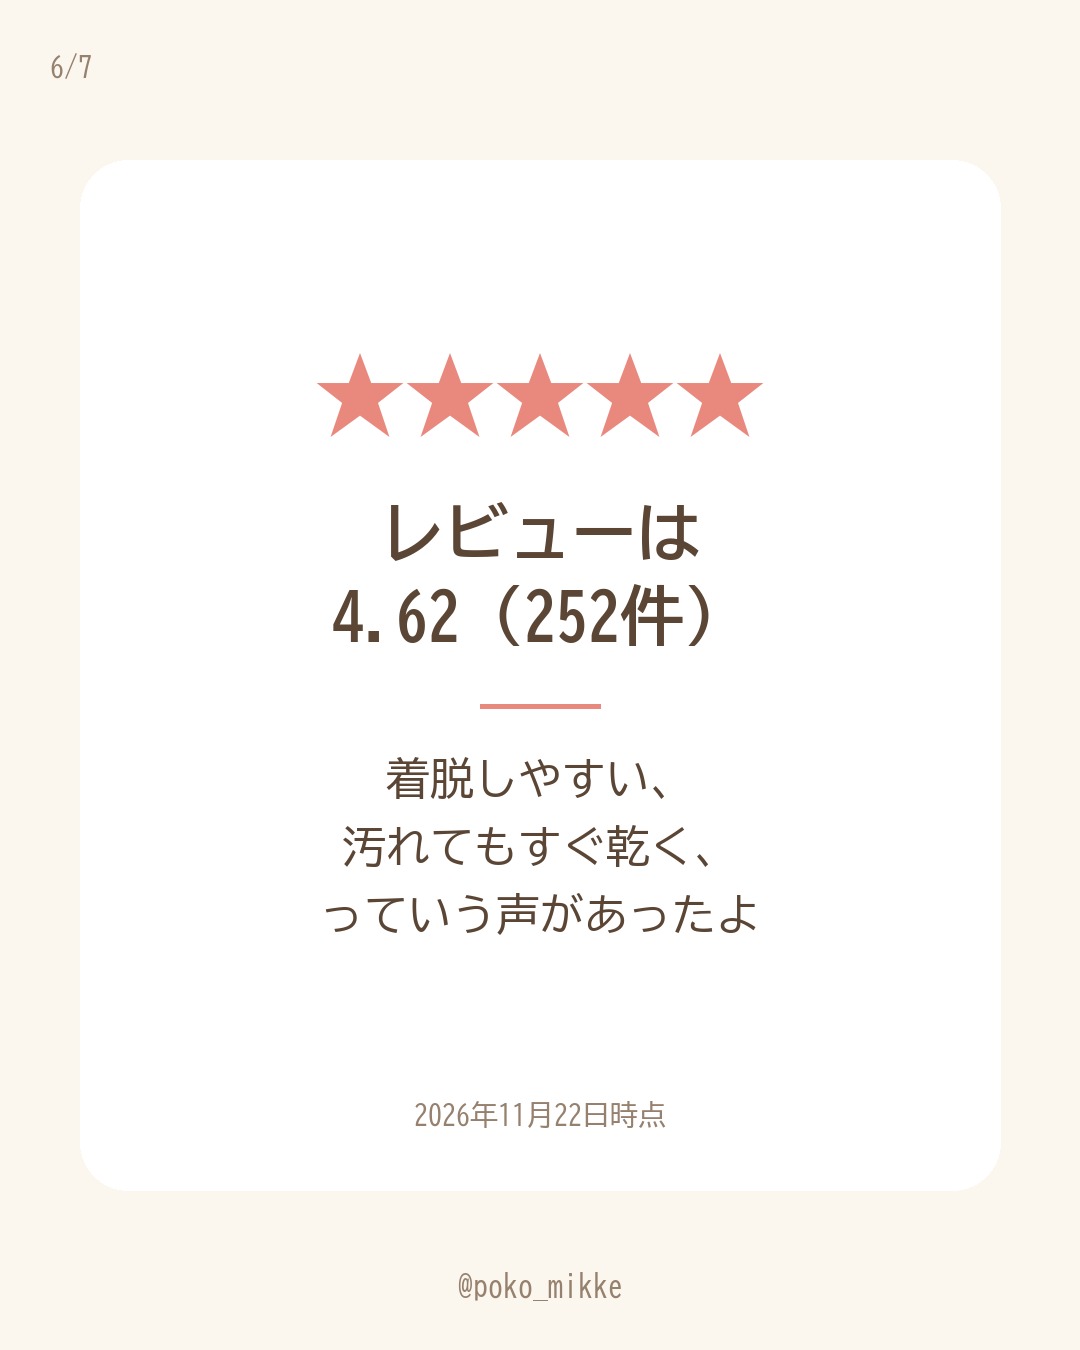 6/7
★★★★★
レビューは
4.62（252件）
着脱しやすい、
汚れてもすぐ乾く、
っていう声があったよ
2026年11月22日時点
@poko_mikke